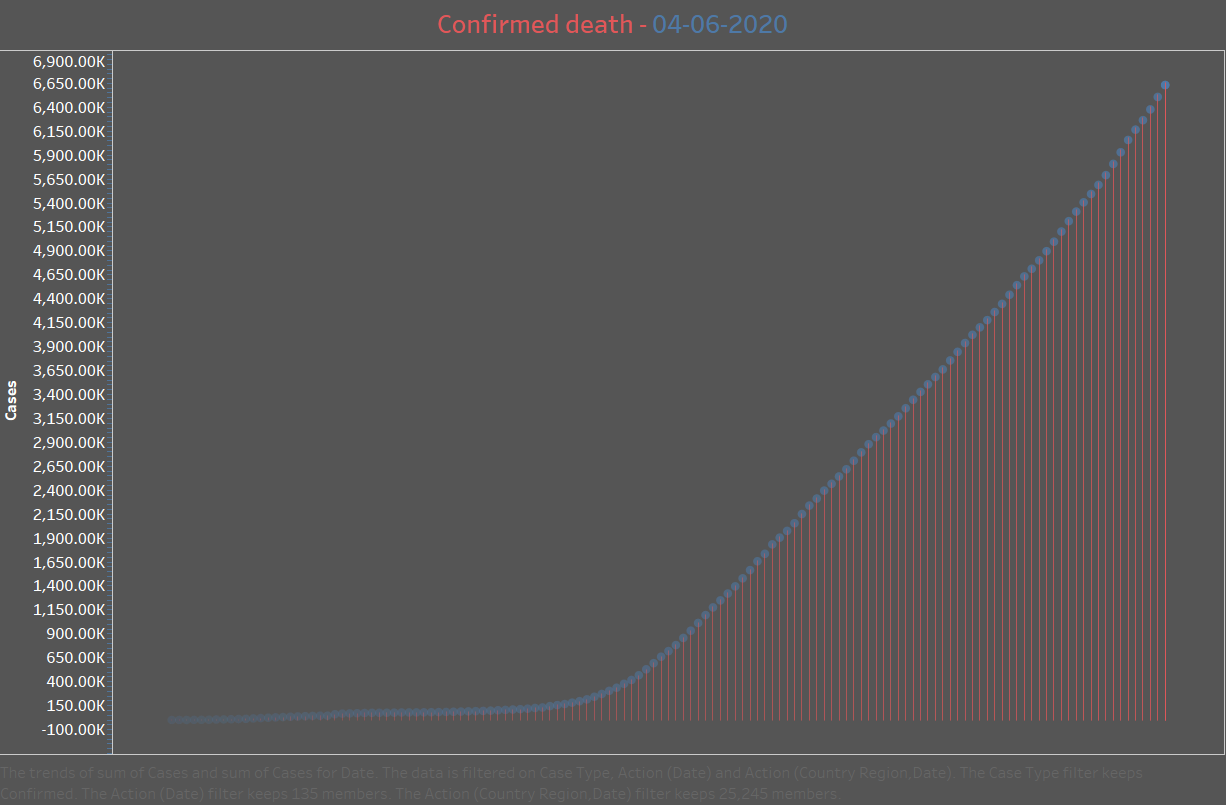 Confirmed death - 04-06-2020
6,900.00K
6,650.00K
6,400.00K
6,150.00K
5,900.00K
5,650.00K
5,400.00K
5,150.00K
4,900.00K
4,650.00K
4,400.00K
4,150.00K
3,900.00K
3,650.00K
3,400.00K
3,150.00K
2,900.00K
2,650.00K
2,400.00K
2,150.00K
1,900.00K
1,650.00K
1,400.00K
1,150.00K
900.00K
650.00K
400.00K
150.00K
-100.00K
Cases
The trends of sum of Cases and sum of Cases for Date. The data is filtered on Case Type, Action (Date) and Action (Country Region,Date). The Case Type filter keeps
Confirmed. The Action (Date) filter keeps 135 members. The Action (Country Region,Date) filter keeps 25,245 members.